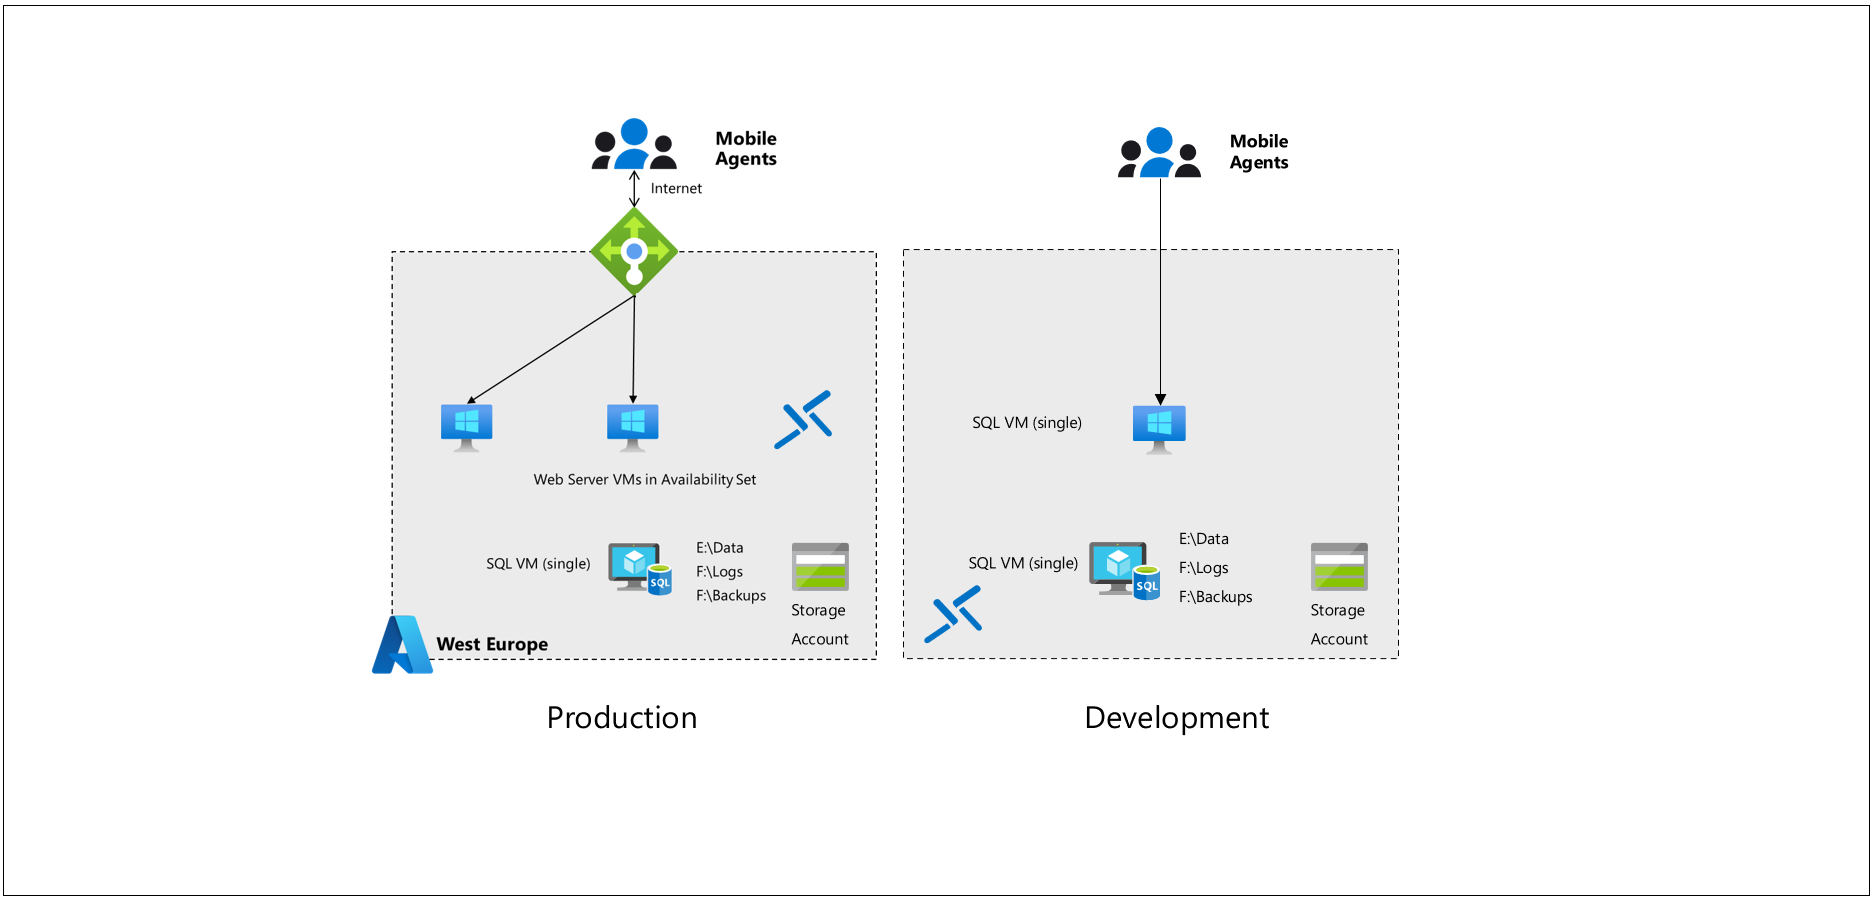 Mobile
Agents
Internet
Web Server VMs in Availability Set
SQL VM (single)
SQL
E:\Data
F:\Logs
F:\Backups
Storage
Account
West Europe
Production
Mobile
Agents
SQL VM (single)
SQL VM (single)
SQL
E:\Data
F:\Logs
F:\Backups
Storage
Account
Development